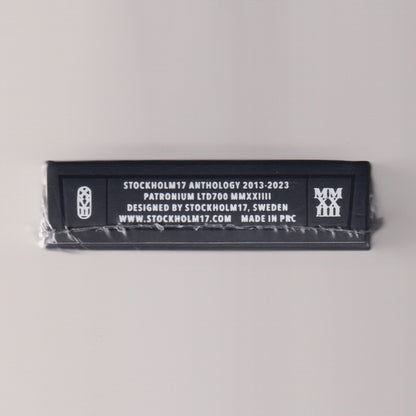 STOCKHOLM17 ANTHOLOGY 2013-2023
PATRONIUM LTD700 MMXXIIII
DESIGNED BY STOCKHOLM17, SWEDEN
WWW.STOCKHOLM17.COM MADE IN PRC
MM
XX
IIII